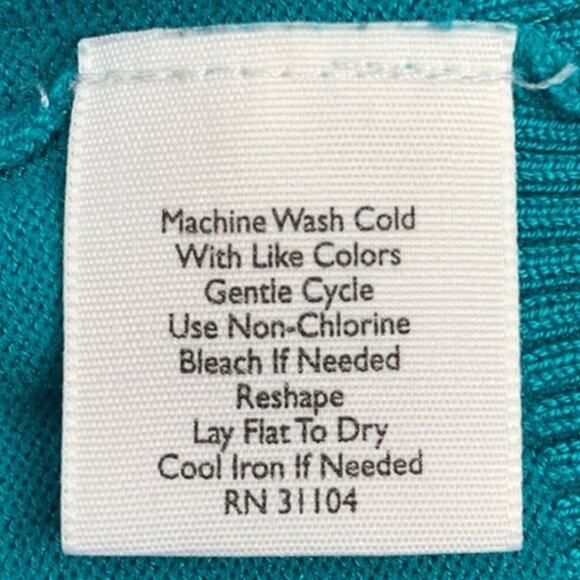 Machine Wash Cold
With Like Colors
Gentle Cycle
Use Non-Chlorine
Bleach If Needed
Reshape
Lay Flat To Dry
Cool Iron If Needed
RN 31104